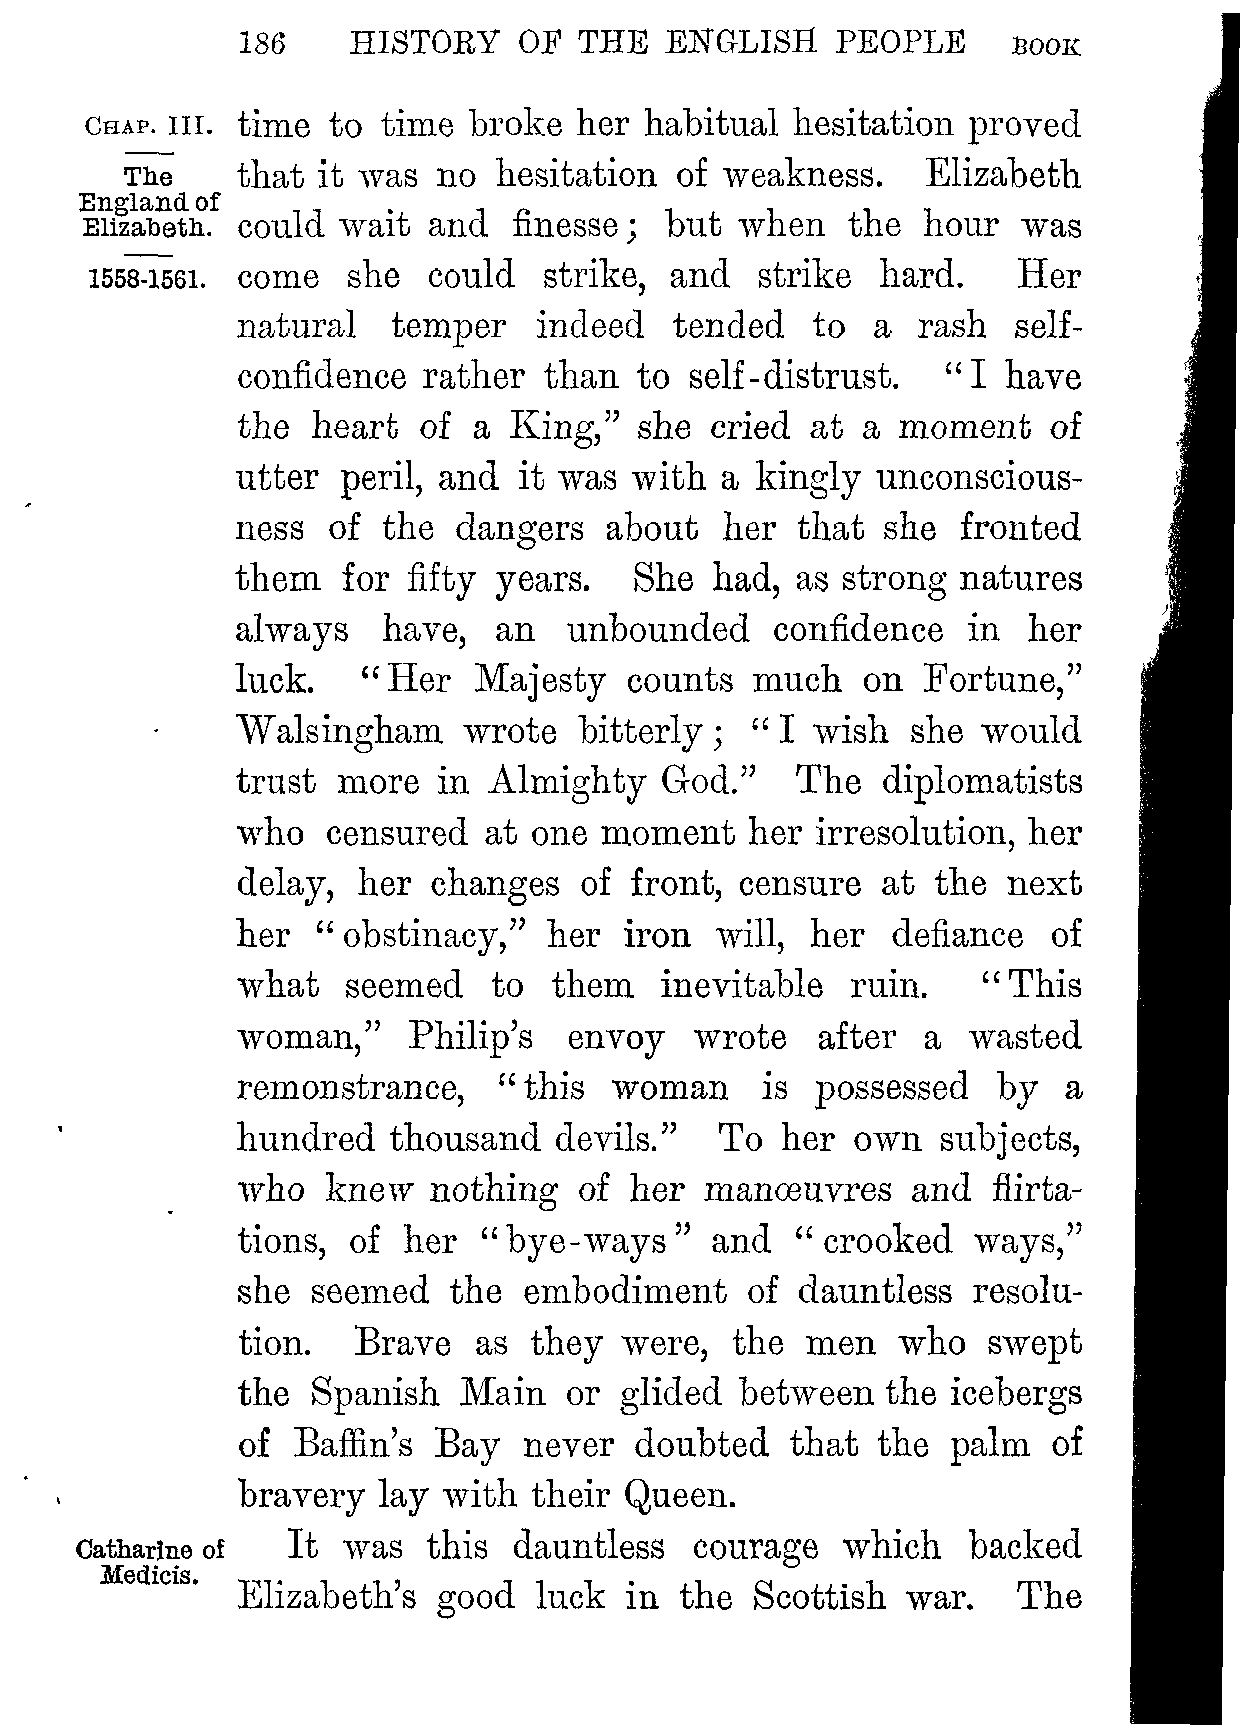 186 HISTORY OF THE ENGLISH PEOPLE BOOK
CHAP. III.
The
England of
Elizabeth.
1558-1561.
time to time broke her habitual hesitation proved
that it was no hesitation of weakness. Elizabeth
could wait and finesse; but when the hour was
come she could strike, and strike hard. Her
natural temper indeed tended to a rash self-
confidence rather than to self-distrust. “I have
the heart of a King,” she cried at a moment of
utter peril, and it was with a kingly unconscious-
ness of the dangers about her that she fronted
them for fifty years. She had, as strong natures
always have, an unbounded confidence in her
luck. “Her Majesty counts much on Fortune,”
Walsingham wrote bitterly; “I wish she would
trust more in Almighty God.” The diplomatists
who censured at one moment her irresolution, her
delay, her changes of front, censure at the next
her “obstinacy,” her iron will, her defiance of
what seemed to them inevitable ruin. “This
woman,” Philip’s envoy wrote after a wasted
remonstrance, “this woman is possessed by a
hundred thousand devils.” To her own subjects,
who knew nothing of her manœuvres and flirta-
tions, of her “bye-ways” and “crooked ways,”
she seemed the embodiment of dauntless resolu-
tion. Brave as they were, the men who swept
the Spanish Main or glided between the icebergs
of Baffin’s Bay never doubted that the palm of
bravery lay with their Queen.
Catharine of
Medicis.
It was this dauntless courage which backed
Elizabeth’s good luck in the Scottish war. The